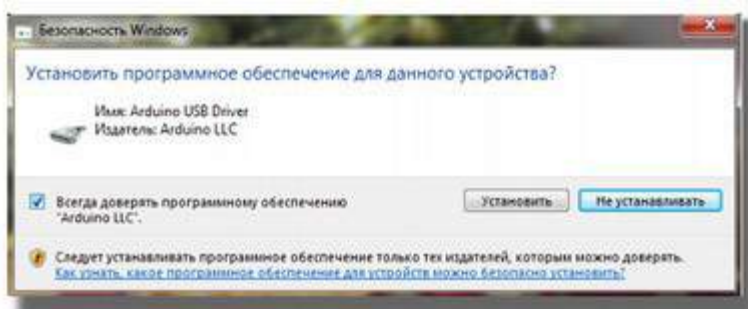 Безопасность Windows
Установить программное обеспечение для данного устройства?
Имя: Arduino USB Driver
Издатель: Arduino LLC
Всегда доверять программному обеспечению
"Arduino LLC".
Установить
Не устанавливать
Следует устанавливать программное обеспечение только тех издателей, которым можно доверять.
Как узнать, какое программное обеспечение для устройств можно безопасно установить?